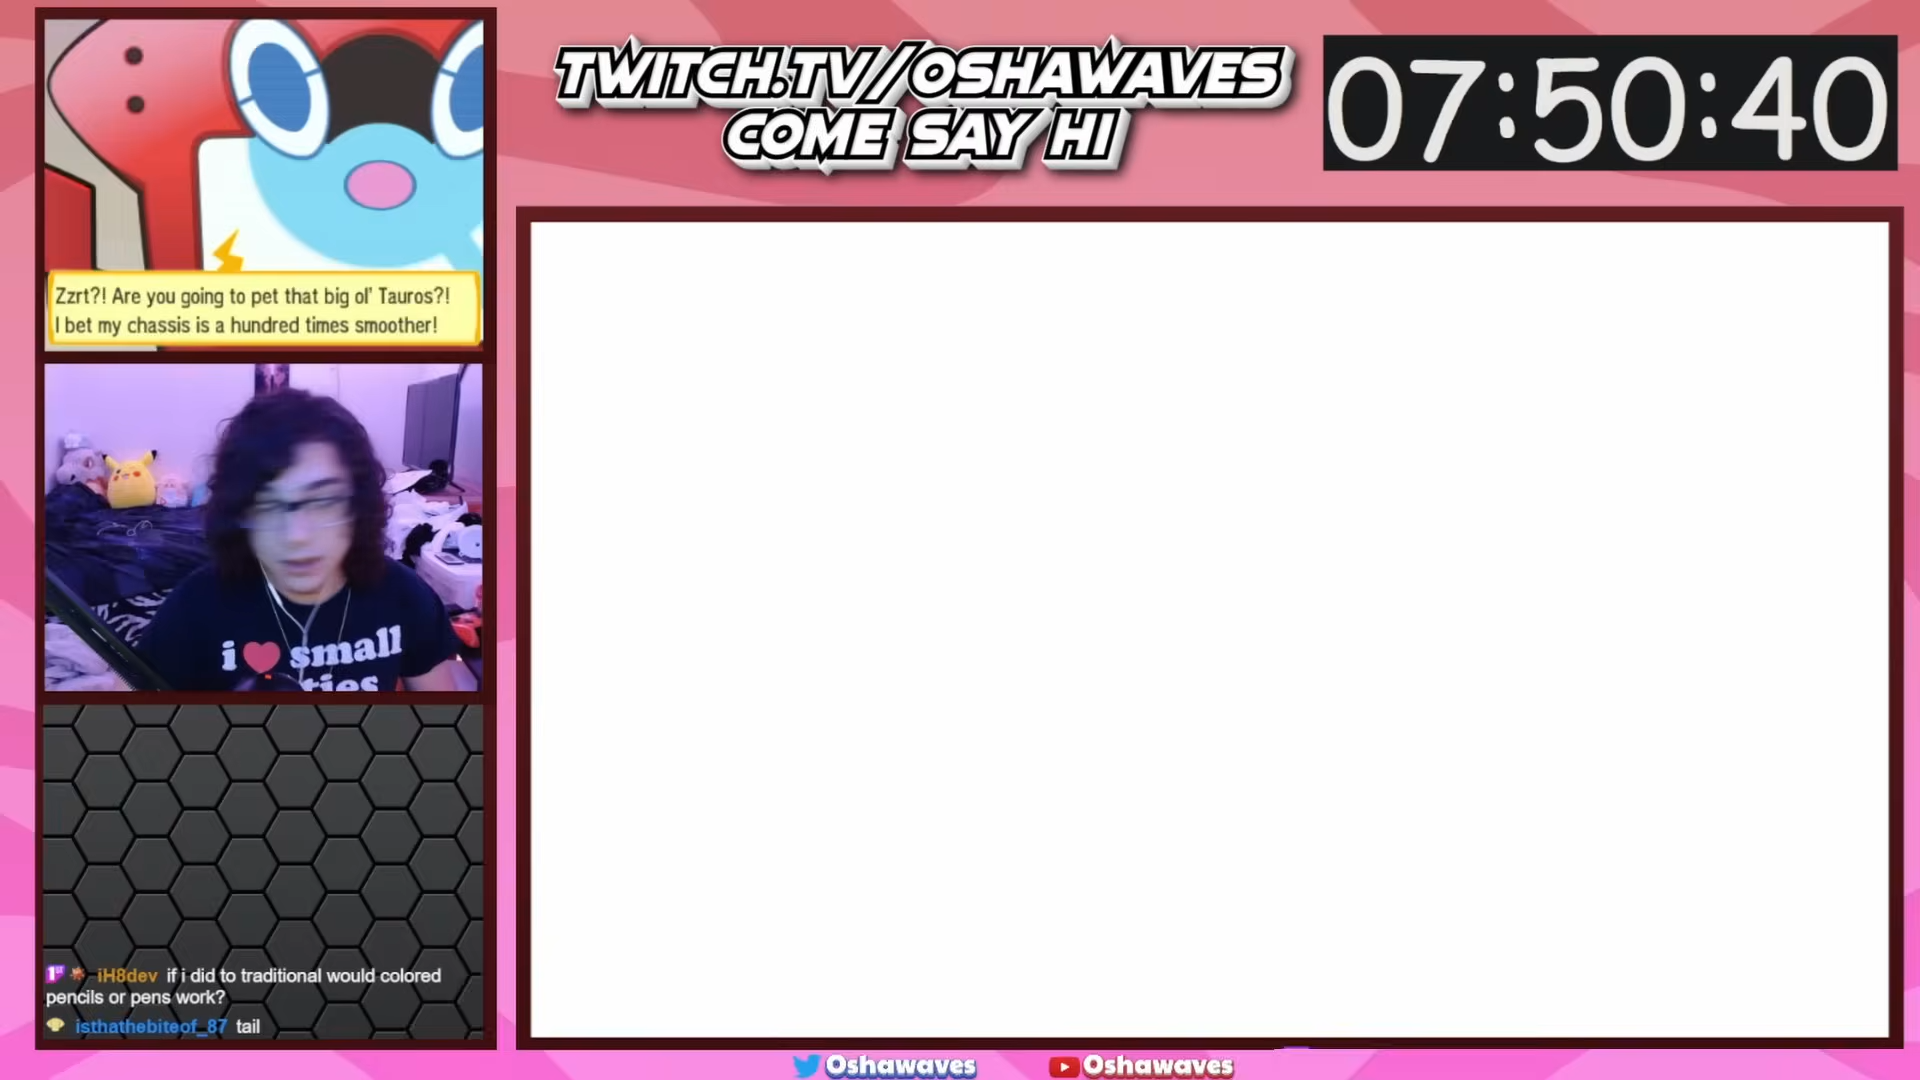 TWITCH.TV/OSHAWAVES
COME SAY HI
07:50:40
Zzrt?! Are you going to pet that big ol' Tauros?!
I bet my chassis is a hundred times smoother!
i small
iH8dev if i did to traditional would colored
pencils or pens work?
isthathebiteof_87 tail
Oshawaves
Oshawaves